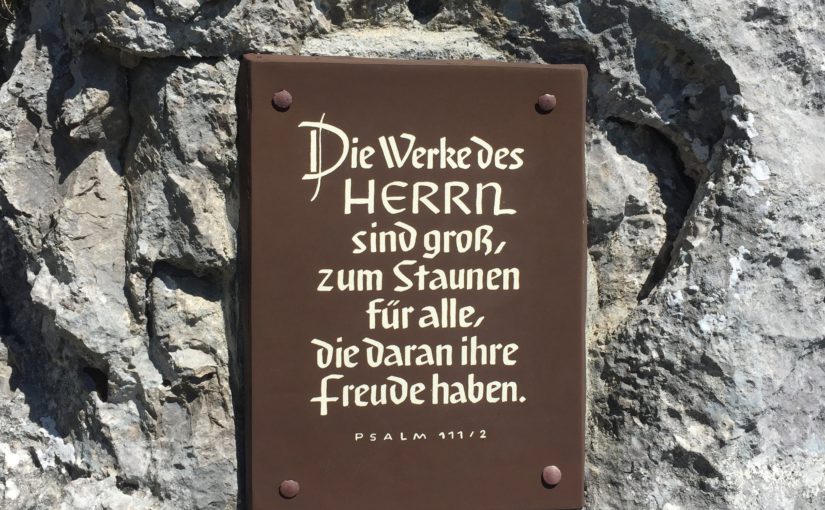 Die Werke des
HERRN
sind groß,
zum Staunen
für alle,
die daran ihre
Freude haben.
PSALM 111/2